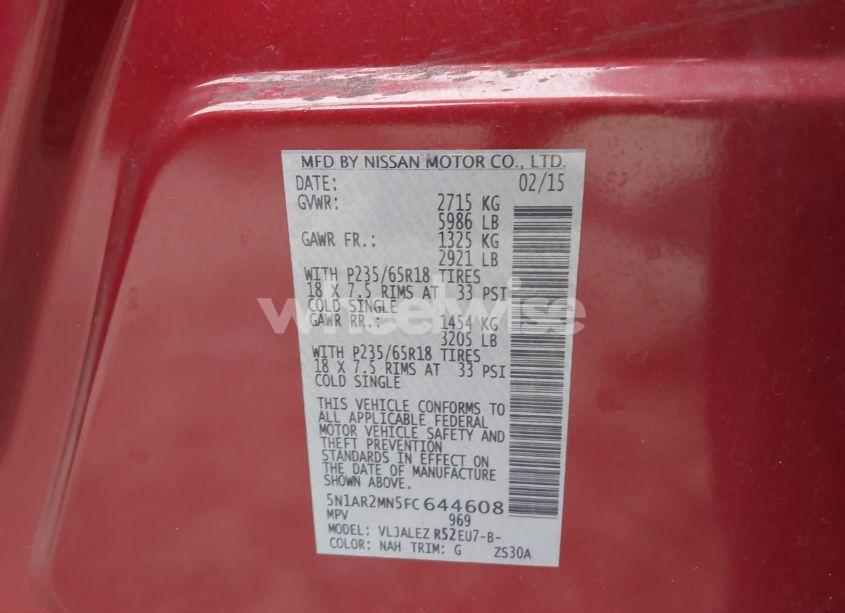 MFD BY NISSAN MOTOR CO., LTD.
DATE: 02/15
GVWR: 2715 KG
5986 LB
GAWR FR.: 1325 KG
2921 LB
WITH P235/65R18 TIRES
18 X 7.5 RIMS AT 33 PSI
COLD SINGLE
GAWR RR.: 1454 KG
3205 LB
WITH P235/65R18 TIRES
18 X 7.5 RIMS AT 33 PSI
COLD SINGLE
THIS VEHICLE CONFORMS TO
ALL APPLICABLE FEDERAL
MOTOR VEHICLE SAFETY AND
THEFT PREVENTION
STANDARDS IN EFFECT ON
THE DATE OF MANUFACTURE
SHOWN ABOVE.
5N1AR2MN5FC644608
MPV 969
MODEL: VLJALEZ R52EU7-B-
COLOR: NAH TRIM: G ZS30A
wheelwise